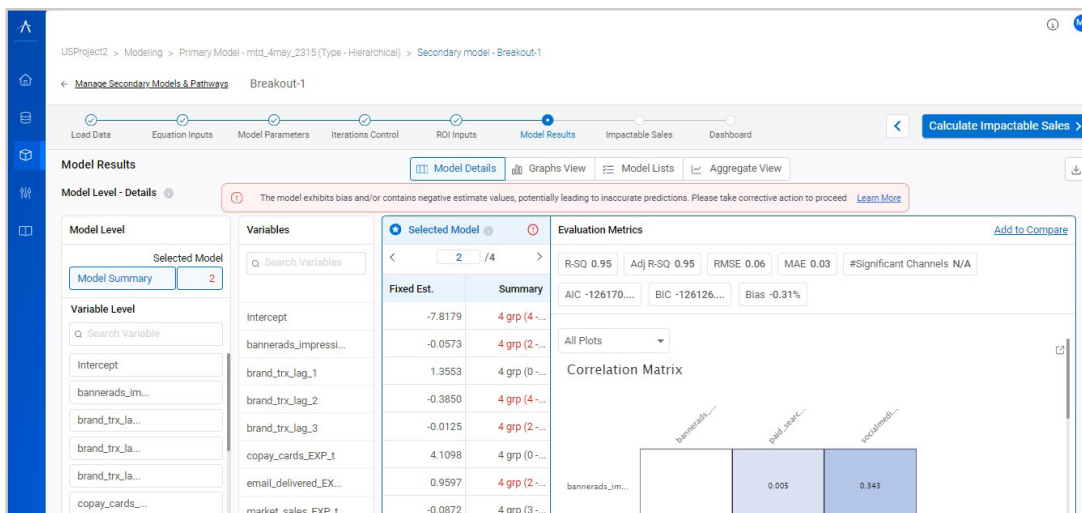 USProject2 > Modeling > Primary Model - mtd_4may_2315 (Type - Hierarchical) > Secondary model - Breakout-1
← Manage Secondary Models & Pathways Breakout-1
Load Data Equation Inputs Model Parameters Iterations Control ROI Inputs Model Results Impactable Sales Dashboard
Calculate Impactable Sales >
Model Results
Model Details Graphs View Model Lists Aggregate View
Model Level - Details
The model exhibits bias and/or contains negative estimate values, potentially leading to inaccurate predictions. Please take corrective action to proceed Learn More
Model Level
Selected Model
Model Summary 2
Variable Level
Search Variable
Intercept
bannerads_im...
brand_trx_la...
brand_trx_la...
brand_trx_la...
copay_cards_...
Variables
Search Variables
Selected Model
< 2 /4 >
Fixed Est. Summary
Intercept -7.8179 4 grp (4 -...
bannerads_impressi... -0.0573 4 grp (2 -...
brand_trx_lag_1 1.3553 4 grp (0 -...
brand_trx_lag_2 -0.3850 4 grp (4 -...
brand_trx_lag_3 -0.0125 4 grp (2 -...
copay_cards_EXP_t 4.1098 4 grp (0 -...
email_delivered_EX... 0.9597 4 grp (2 -...
market_sales_EXP_t -0.0872 4 grp (3 -...
Evaluation Metrics Add to Compare
R-SQ 0.95 Adj R-SQ 0.95 RMSE 0.06 MAE 0.03 #Significant Channels N/A
AIC -126170.... BIC -126126.... Bias -0.31%
All Plots
Correlation Matrix
bannerads_... paid_searc... socialmedi...
bannerads_im... 0.005 0.343